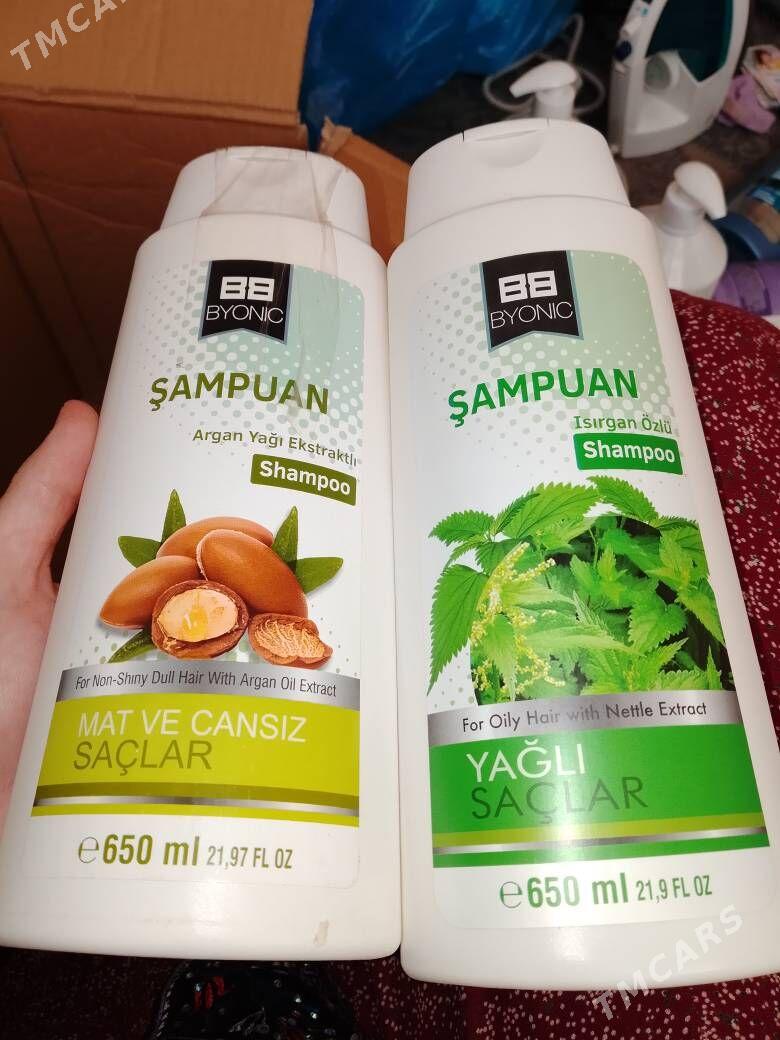 TMCARS
BB
BYONIC
ŞAMPUAN
Argan Yağı Ekstraktlı
Shampoo
For Non-Shiny Dull Hair With Argan Oil Extract
MAT VE CANSIZ
SAÇLAR
℮650 ml 21,97 FL OZ
BB
BYONIC
ŞAMPUAN
Isırgan Özlü
Shampoo
For Oily Hair with Nettle Extract
YAĞLI
SAÇLAR
℮650 ml 21,9 FL OZ
TMCARS